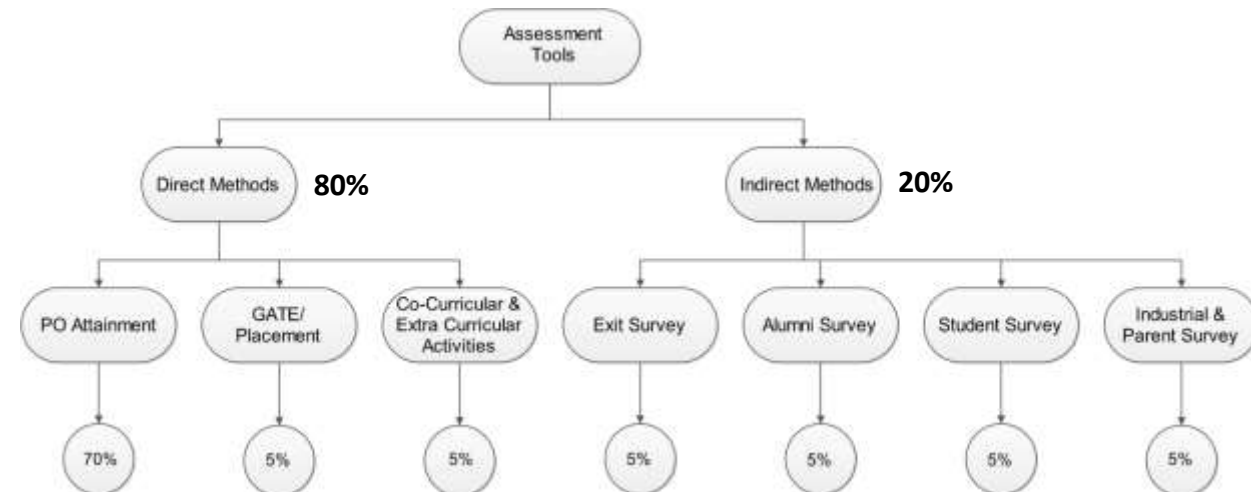 Assessment
Tools
Direct Methods
80%
Indirect Methods
20%
PO Attainment
GATE/
Placement
Co-Curricular &
Extra Curricular
Activities
Exit Survey
Alumni Survey
Student Survey
Industrial &
Parent Survey
70%
5%
5%
5%
5%
5%
5%